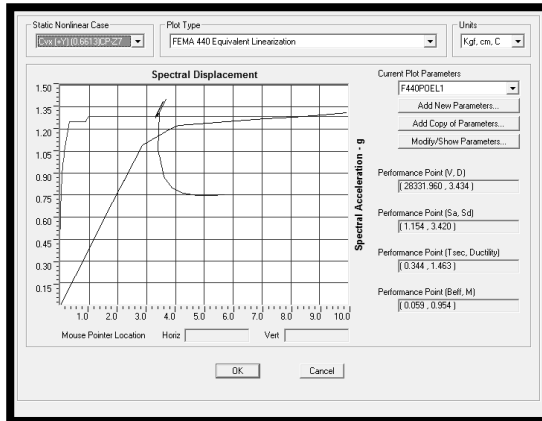 Static Nonlinear Case
Cvx (+Y) (0.6613)CP-Z7
Plot Type
FEMA 440 Equivalent Linearization
Units
Kgf, cm, C
Spectral Displacement
1.50
1.35
1.20
1.05
0.90
0.75
0.60
0.45
0.30
0.15
1.0 2.0 3.0 4.0 5.0 6.0 7.0 8.0 9.0 10.0
Spectral Acceleration - g
Mouse Pointer Location Horiz Vert
Current Plot Parameters
F440POEL1
Add New Parameters...
Add Copy of Parameters...
Modify/Show Parameters...
Performance Point (V, D)
( 28331.960 , 3.434 )
Performance Point (Sa, Sd)
( 1.154 , 3.420 )
Performance Point (Tsec, Ductility)
( 0.344 , 1.463 )
Performance Point (Beff, M)
( 0.059 , 0.954 )
OK
Cancel